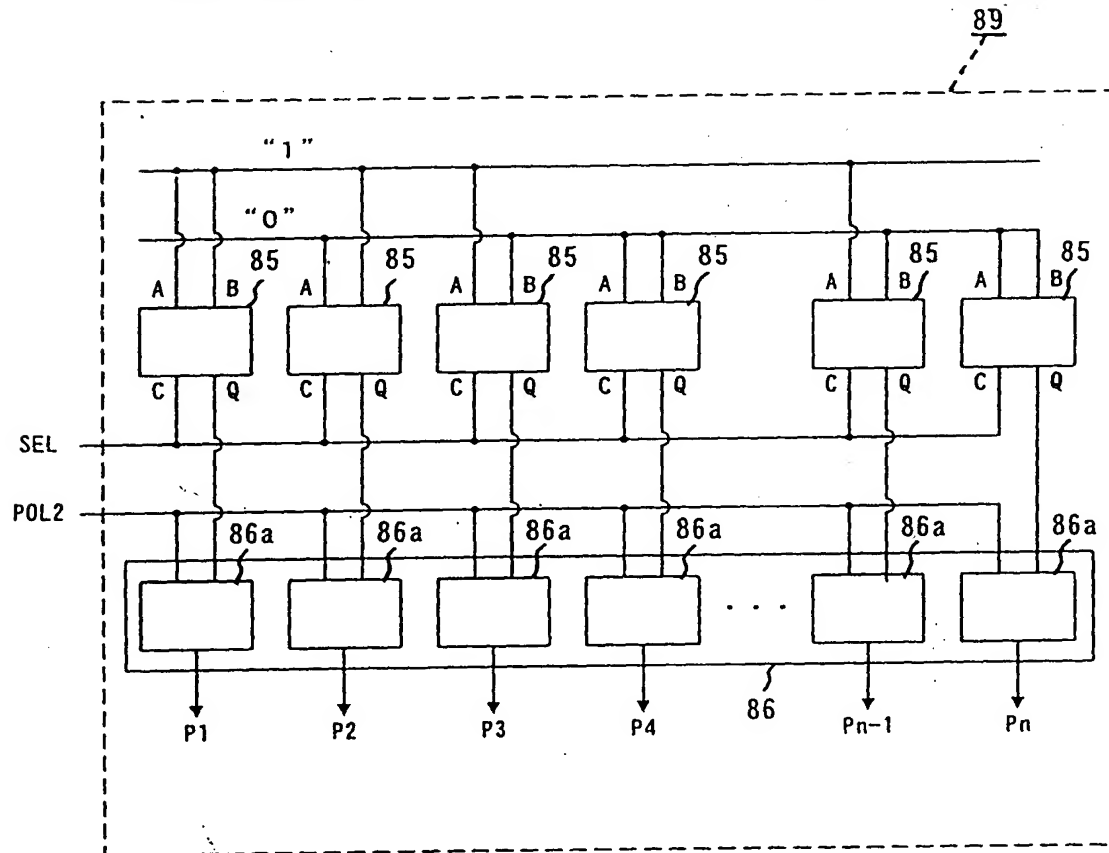 89
"1"
"0"
85 85 85 85 85 85
A B A A B A B A B A B
C Q C Q C Q C Q C Q C Q
SEL
POL2
86a 86a 86a 86a 86a 86a
. . .
86
P1 P2 P3 P4 Pn-1 Pn